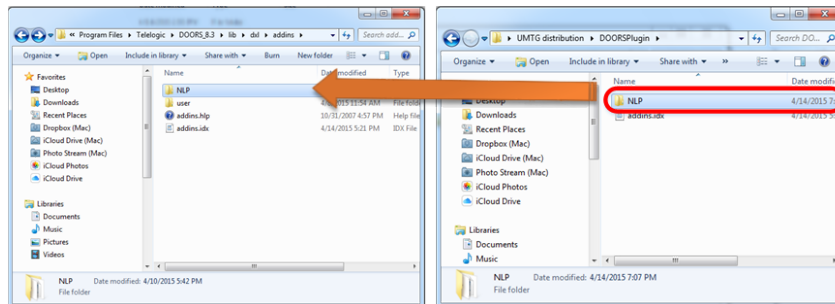 « Program Files ▸ Telelogic ▸ DOORS_8.3 ▸ lib ▸ dxl ▸ addins ▸
Search add...
Organize ▾ Open Include in library ▾ Share with ▾ Burn New folder
Favorites
Desktop
Downloads
Recent Places
Dropbox (Mac)
iCloud Drive (Mac)
Photo Stream (Mac)
iCloud Photos
iCloud Drive
Libraries
Documents
Music
Pictures
Videos
Name Date modified Type
NLP
user 11:54 AM File fold
addins.hlp 10/31/2007 4:57 PM Help file
addins.idx 4/14/2015 5:21 PM IDX File
NLP Date modified: 4/10/2015 5:42 PM
File folder
▸ UMTG distribution ▸ DOORSPlugin ▸
Search DO...
Organize ▾ Open Include in library ▾ Share with ▾ »
Desktop
Downloads
Recent Places
Dropbox (Mac)
iCloud Drive (Mac)
Photo Stream (Mac)
iCloud Photos
iCloud Drive
Libraries
Documents
Music
Name Date modifi
NLP 4/14/2015 7:
addins.idx 4/14/2015 5:
NLP Date modified: 4/14/2015 7:07 PM
File folder